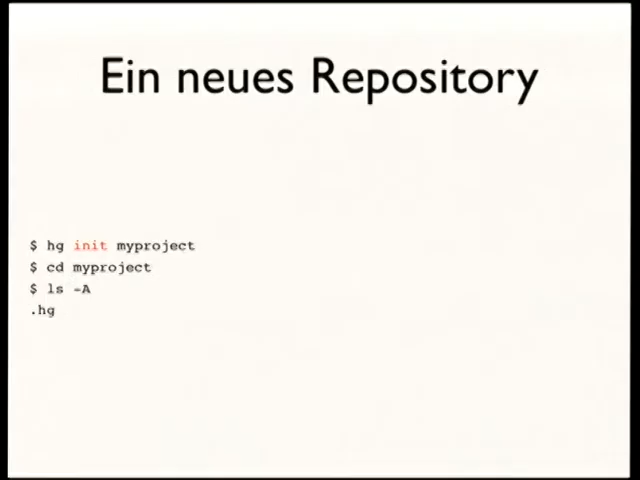 Ein neues Repository
$ hg init myproject
$ cd myproject
$ ls -A
.hg